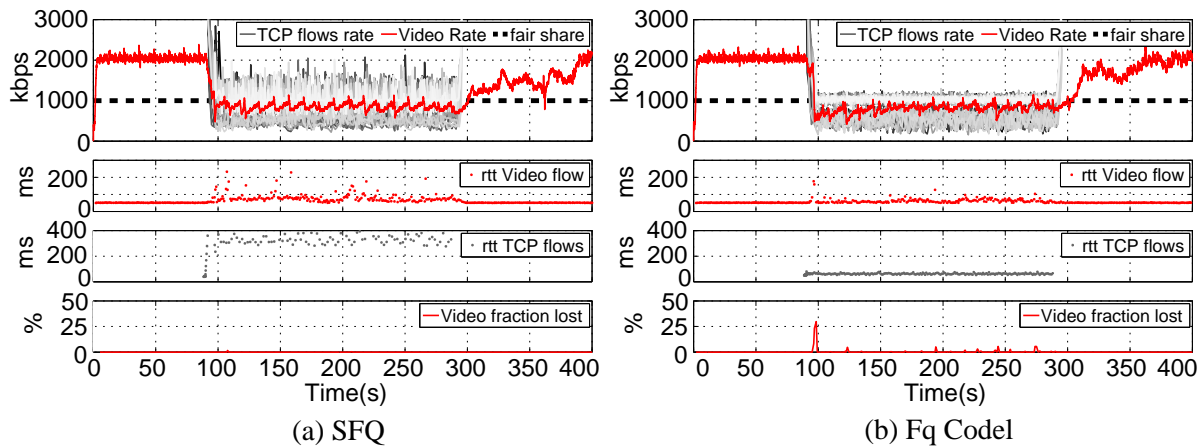 3000
2000
1000
0
kbps
TCP flows rate Video Rate fair share
200
0
ms
rtt Video flow
400
200
0
ms
rtt TCP flows
50
25
0
%
Video fraction lost
0 50 100 150 200 250 300 350 400
Time(s)
(a) SFQ
3000
2000
1000
0
kbps
TCP flows rate Video Rate fair share
200
0
ms
rtt Video flow
400
200
0
ms
rtt TCP flows
50
25
0
%
Video fraction lost
0 50 100 150 200 250 300 350 400
Time(s)
(b) Fq Codel